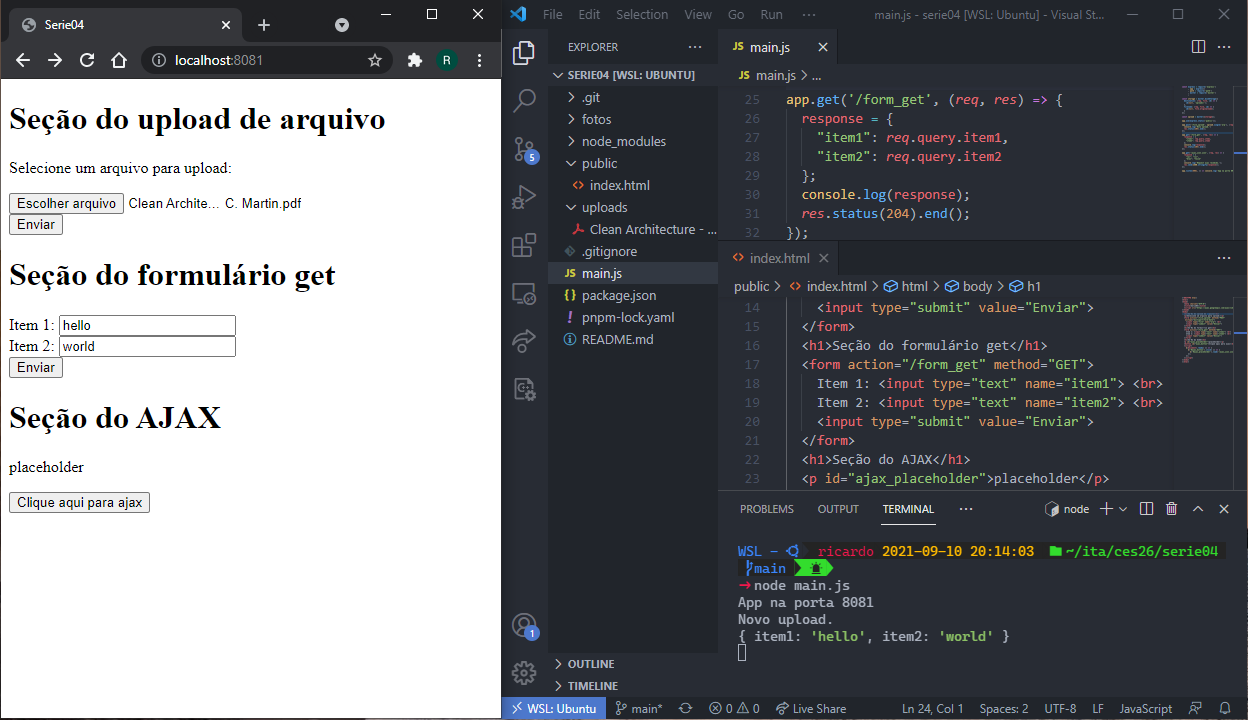 Serie04
localhost:8081
R
Seção do upload de arquivo
Selecione um arquivo para upload:
Escolher arquivo Clean Archite... C. Martin.pdf
Enviar
Seção do formulário get
Item 1: hello
Item 2: world
Enviar
Seção do AJAX
placeholder
Clique aqui para ajax
File Edit Selection View Go Run ··· main.js - serie04 [WSL: Ubuntu] - Visual St...
5
1
EXPLORER ···
SERIE04 [WSL: UBUNTU]
.git
fotos
node_modules
public
index.html
uploads
Clean Architecture - ...
.gitignore
JS main.js
{} package.json
! pnpm-lock.yaml
README.md
OUTLINE
TIMELINE
JS main.js
JS main.js > ...
25 app.get('/form_get', (req, res) => {
26 response = {
27 "item1": req.query.item1,
28 "item2": req.query.item2
29 };
30 console.log(response);
31 res.status(204).end();
32 });
index.html
public > index.html > html > body > h1
14 <input type="submit" value="Enviar">
15 </form>
16 <h1>Seção do formulário get</h1>
17 <form action="/form_get" method="GET">
18 Item 1: <input type="text" name="item1"> <br>
19 Item 2: <input type="text" name="item2"> <br>
20 <input type="submit" value="Enviar">
21 </form>
22 <h1>Seção do AJAX</h1>
23 <p id="ajax_placeholder">placeholder</p>
PROBLEMS OUTPUT TERMINAL ··· node
WSL - ricardo 2021-09-10 20:14:03 ~/ita/ces26/serie04
main
→ node main.js
App na porta 8081
Novo upload.
{ item1: 'hello', item2: 'world' }
WSL: Ubuntu main* 0 0 Live Share Ln 24, Col 1 Spaces: 2 UTF-8 LF JavaScript